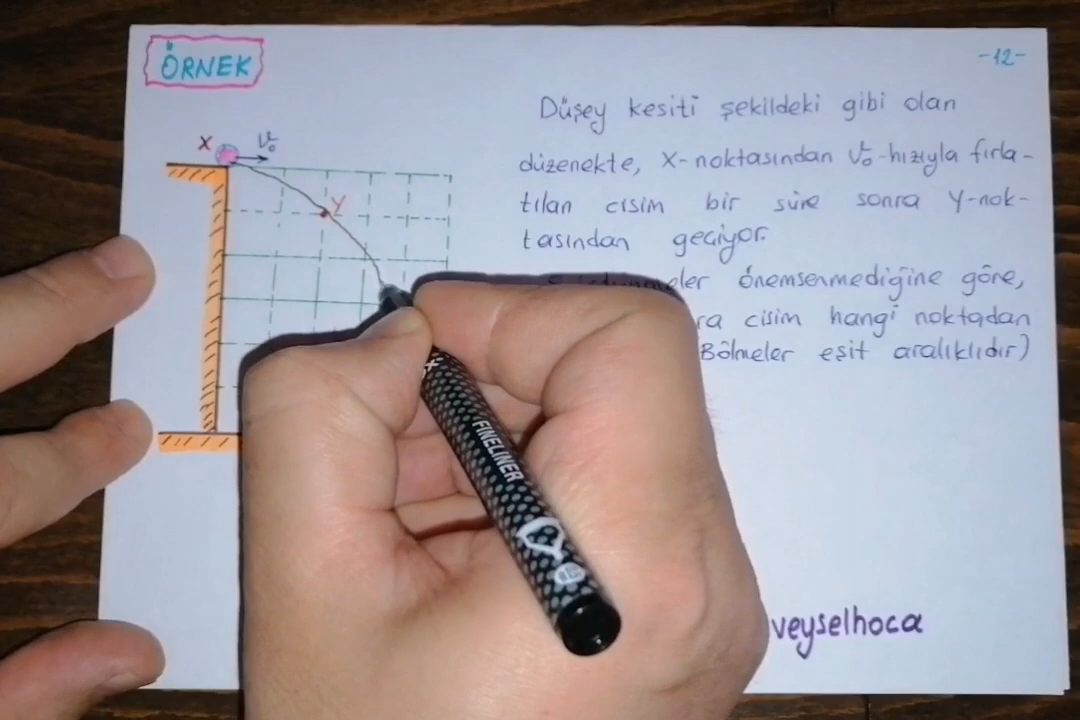 ÖRNEK
-12-
X
V₀
Y
Düşey kesiti şekildeki gibi olan
düzenekte, X-noktasından V₀-hızıyla fırla-
tılan cisim bir süre sonra Y-nok-
tasından geçiyor.
önemsenmediğine göre,
cisim hangi noktadan
Bölmeler eşit aralıklıdır)
FINELINER
veyselhoca